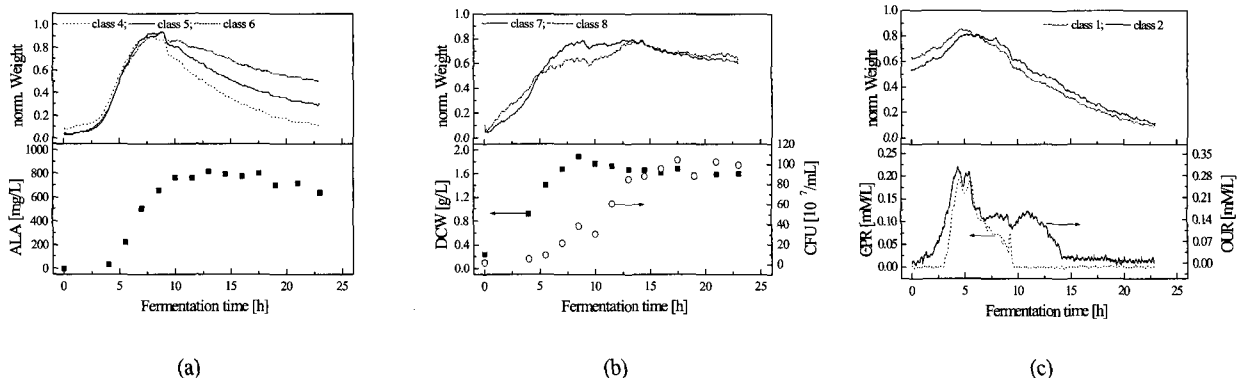 class 4; class 5; class 6
norm. Weight
1.0
0.8
0.6
0.4
0.2
0.0
ALA [mg/L]
1000
800
600
400
200
0
0 5 10 15 20 25
Fermentation time [h]
(a)
class 7; class 8
norm. Weight
1.0
0.8
0.6
0.4
0.2
0.0
DCW [g/L]
2.0
1.6
1.2
0.8
0.4
0.0
120
100
80
60
40
20
0
CFU [10⁻⁷/mL]
0 5 10 15 20 25
Fermentation time [h]
(b)
class 1; class 2
norm. Weight
1.0
0.8
0.6
0.4
0.2
0.0
CPR [mM/L]
0.25
0.20
0.15
0.10
0.05
0.00
0.35
0.28
0.21
0.14
0.07
0.00
OUR [mM/L]
0 5 10 15 20 25
Fermentation time [h]
(c)